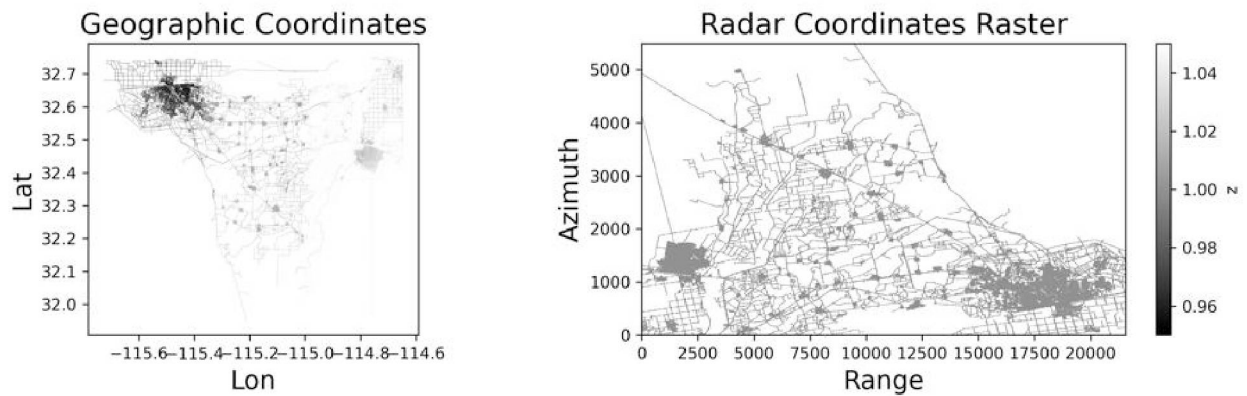 Geographic Coordinates
32.7
32.6
32.5
32.4
32.3
32.2
32.1
32.0
Lat
−115.6−115.4−115.2−115.0−114.8−114.6
Lon
Radar Coordinates Raster
5000
4000
3000
2000
1000
0
Azimuth
0 2500 5000 7500 10000 12500 15000 17500 20000
Range
1.04
1.02
1.00
0.98
0.96
z